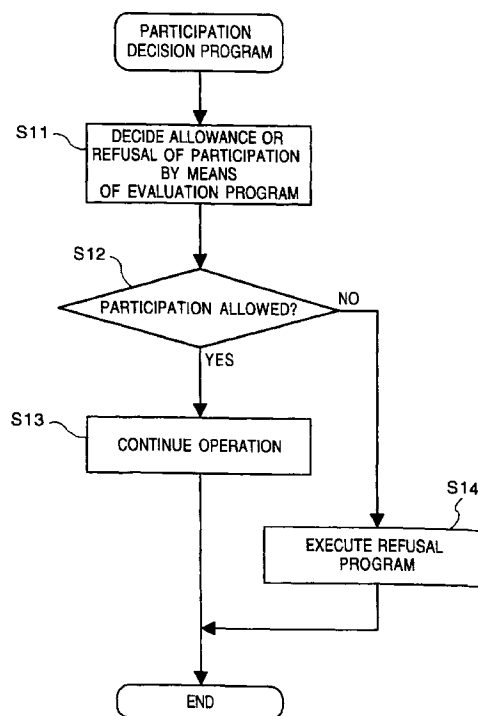 PARTICIPATION
DECISION PROGRAM
S11
DECIDE ALLOWANCE OR
REFUSAL OF PARTICIPATION
BY MEANS
OF EVALUATION PROGRAM
S12
PARTICIPATION ALLOWED?
NO
YES
S13
CONTINUE OPERATION
S14
EXECUTE REFUSAL
PROGRAM
END